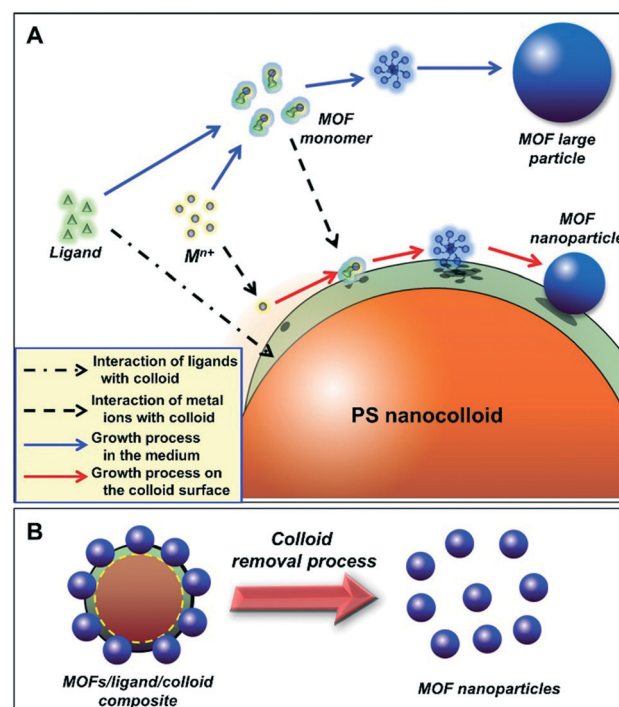 A
MOF
monomer
MOF large
particle
Ligand
Mn+
MOF
nanoparticle
PS nanocolloid
Interaction of ligands
with colloid
Interaction of metal
ions with colloid
Growth process
in the medium
Growth process on
the colloid surface
B
Colloid
removal process
MOFs/ligand/colloid
composite
MOF nanoparticles